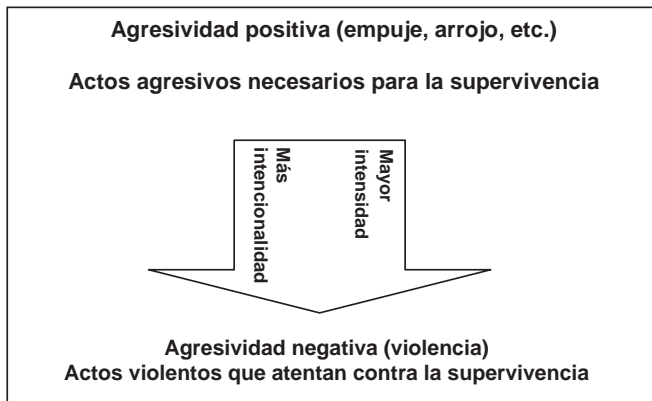 Agresividad positiva (empuje, arrojo, etc.)
Actos agresivos necesarios para la supervivencia
Más
intencionalidad
Mayor
intensidad
Agresividad negativa (violencia)
Actos violentos que atentan contra la supervivencia